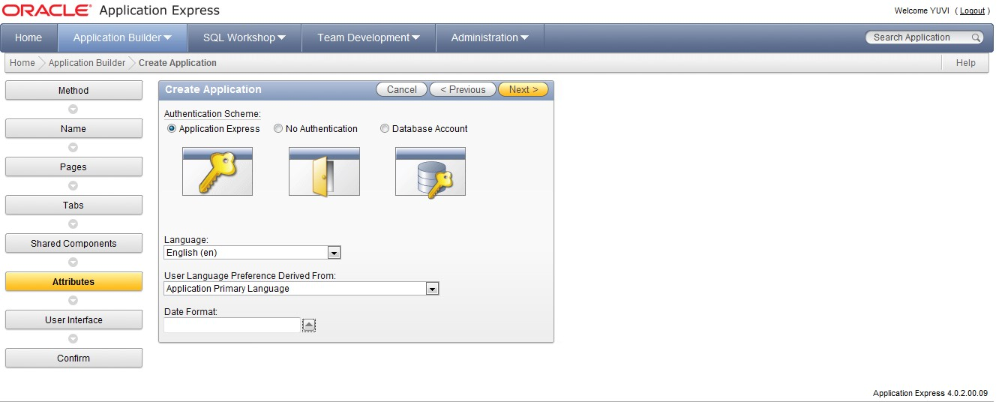 ORACLE Application Express
Welcome YUVI ( Logout )
Home Application Builder SQL Workshop Team Development Administration Search Application
Home Application Builder Create Application Help
Method
Name
Pages
Tabs
Shared Components
Attributes
User Interface
Confirm
Create Application Cancel < Previous Next >
Authentication Scheme:
Application Express No Authentication Database Account
Language:
English (en)
User Language Preference Derived From:
Application Primary Language
Date Format:
Application Express 4.0.2.00.09